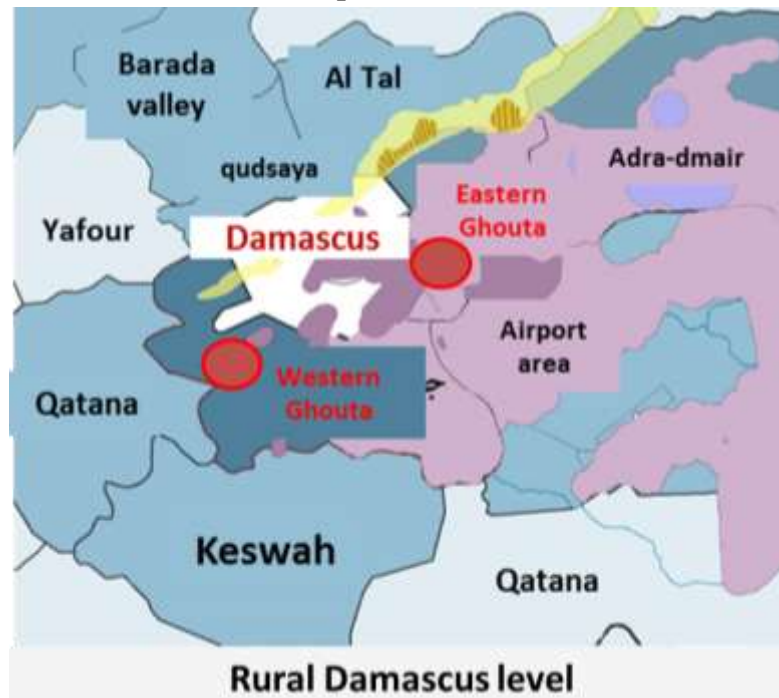 Barada
valley
Al Tal
Adra-dmair
qudsaya
Eastern
Ghouta
Yafour
Damascus
Airport
area
Western
Ghouta
Qatana
Keswah
Qatana
Rural Damascus level